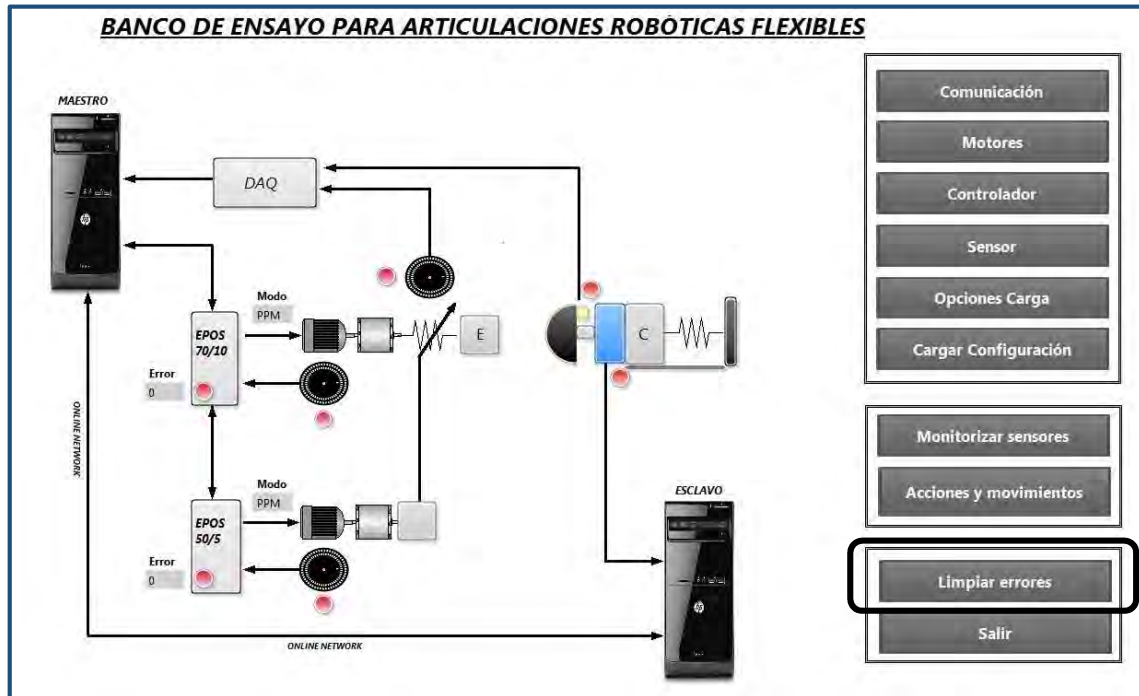 BANCO DE ENSAYO PARA ARTICULACIONES ROBÓTICAS FLEXIBLES
MAESTRO
DAQ
Modo
PPM
EPOS
70/10
E
C
Error
0
ONLINE NETWORK
Modo
PPM
EPOS
50/5
Error
0
ESCLAVO
ONLINE NETWORK
Comunicación
Motores
Controlador
Sensor
Opciones Carga
Cargar Configuración
Monitorizar sensores
Acciones y movimientos
Limpiar errores
Salir